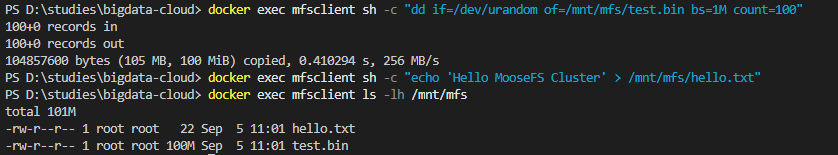 PS D:\studies\bigdata-cloud> docker exec mfsclient sh -c "dd if=/dev/urandom of=/mnt/mfs/test.bin bs=1M count=100"
100+0 records in
100+0 records out
104857600 bytes (105 MB, 100 MiB) copied, 0.410294 s, 256 MB/s
PS D:\studies\bigdata-cloud> docker exec mfsclient sh -c "echo 'Hello MooseFS Cluster' > /mnt/mfs/hello.txt"
PS D:\studies\bigdata-cloud> docker exec mfsclient ls -lh /mnt/mfs
total 101M
-rw-r--r-- 1 root root   22 Sep  5 11:01 hello.txt
-rw-r--r-- 1 root root 100M Sep  5 11:01 test.bin